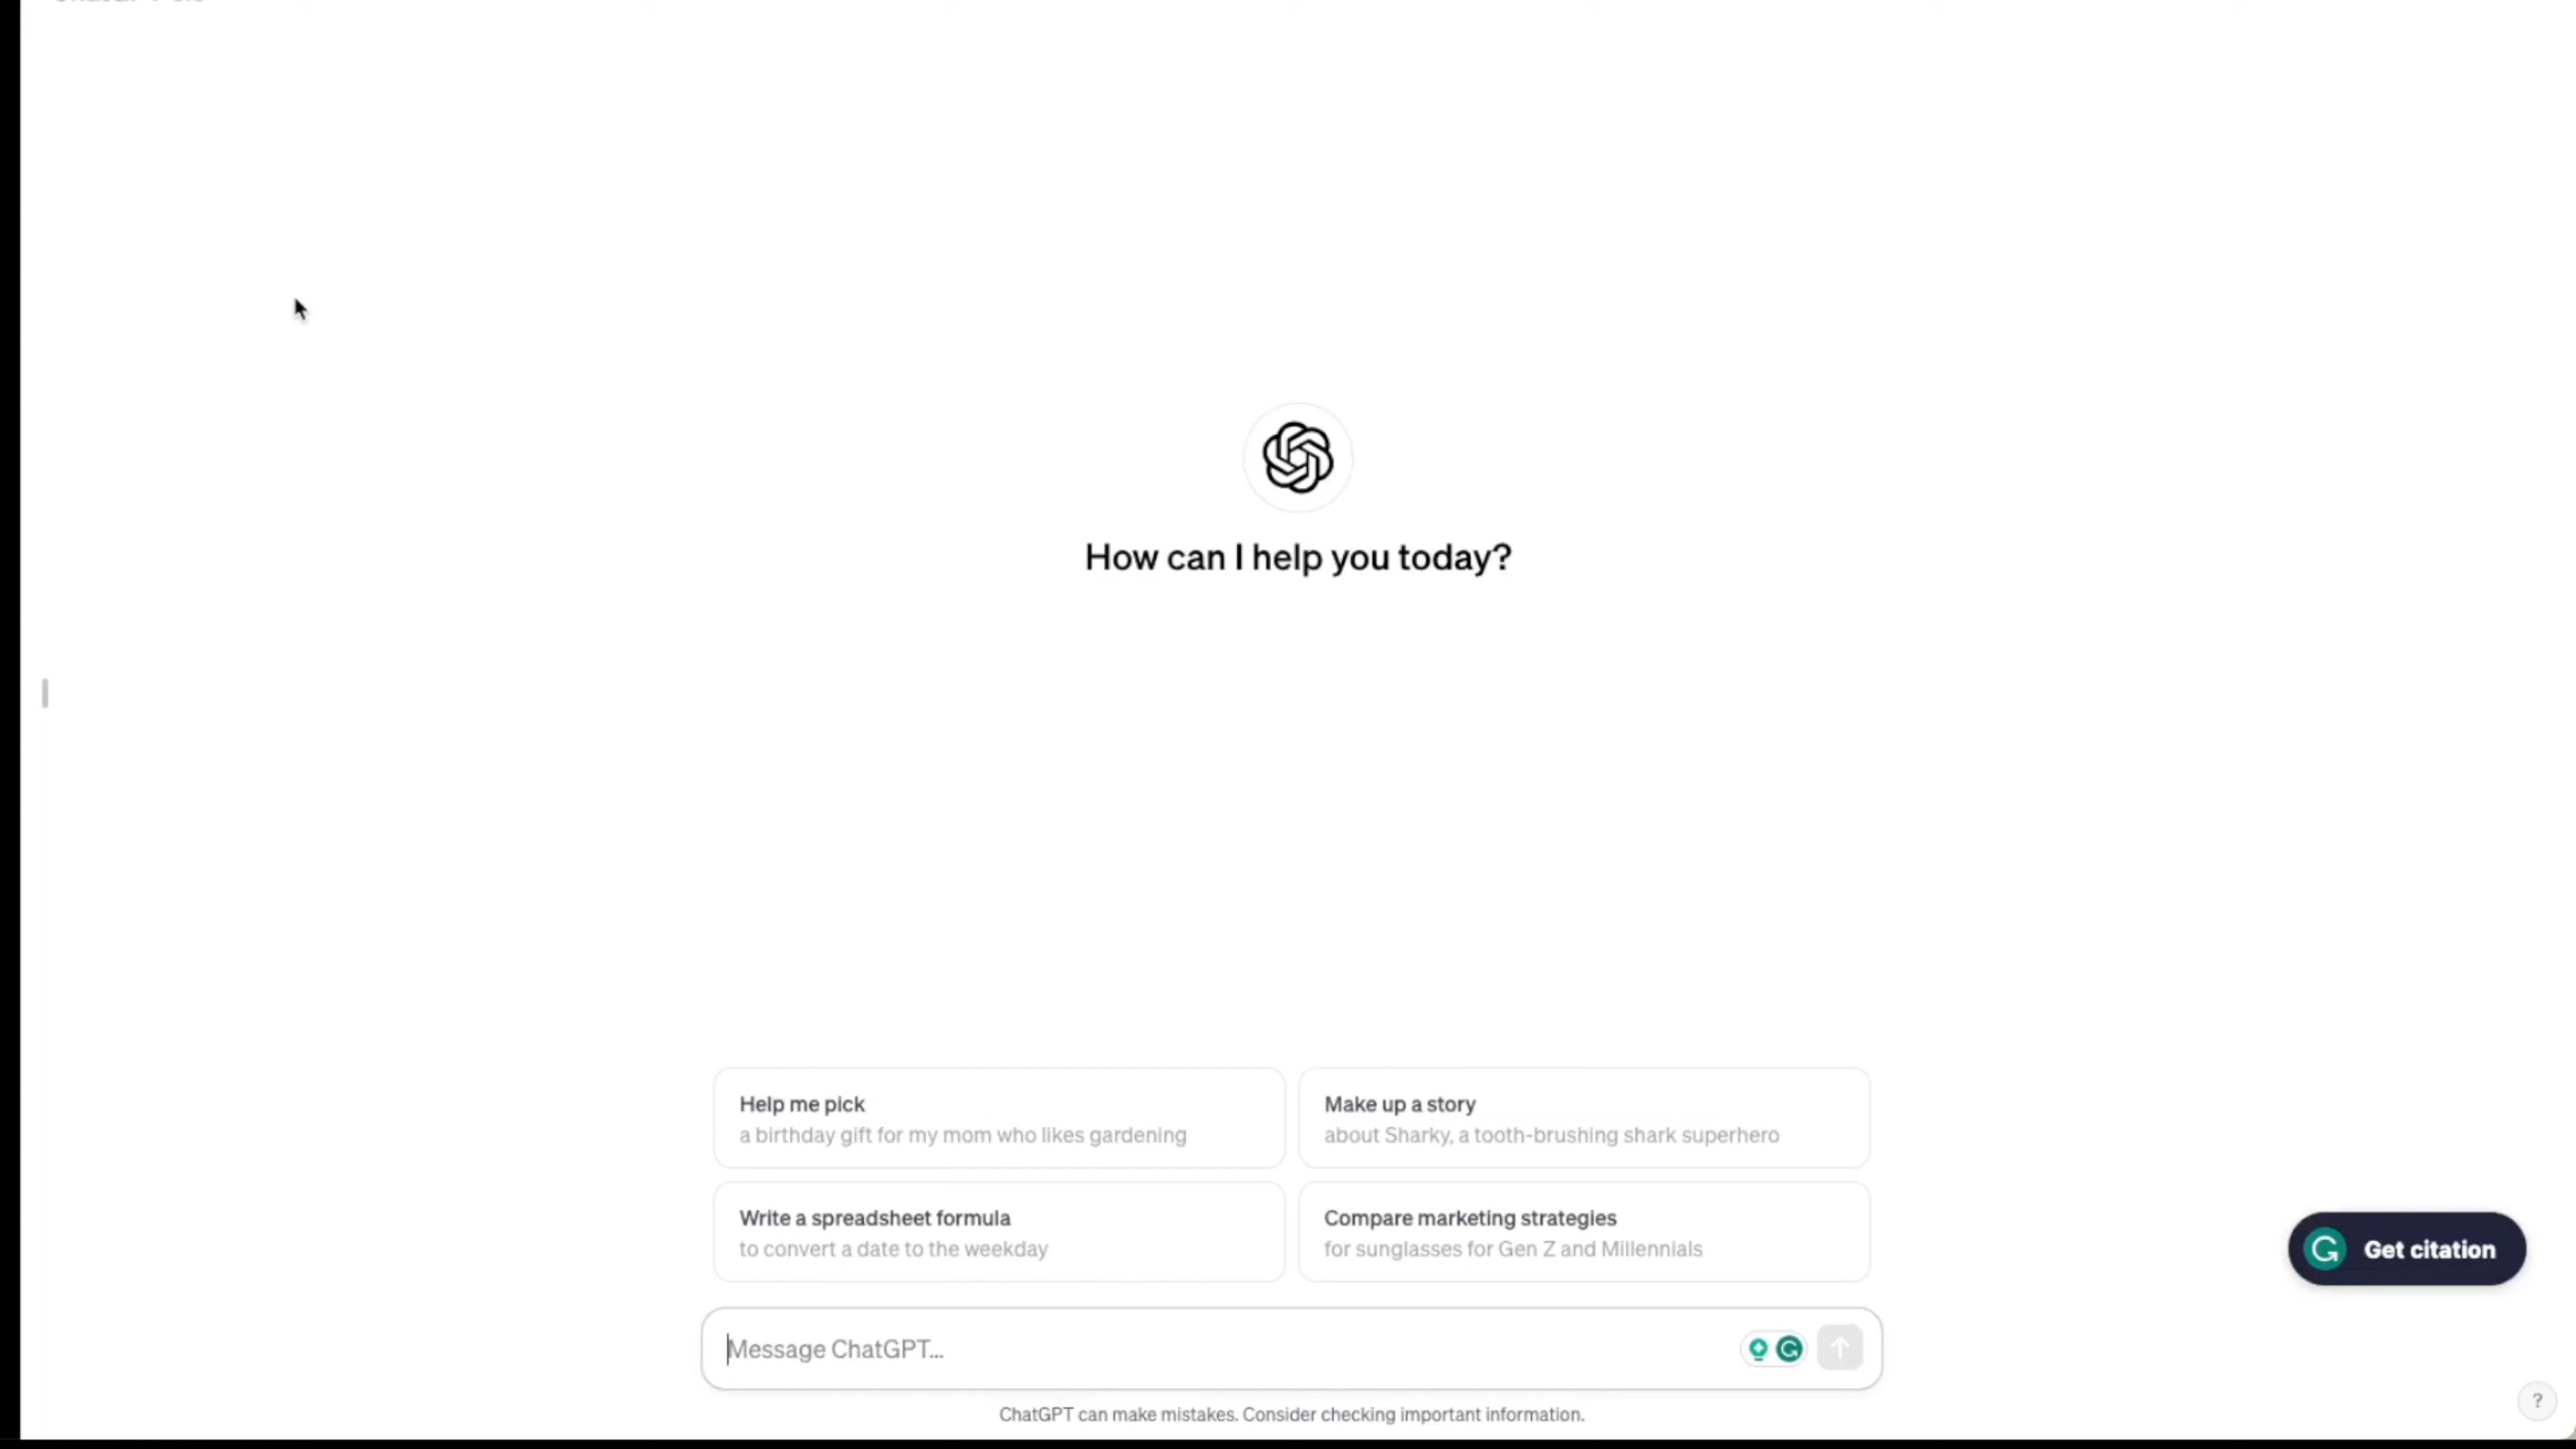 How can I help you today?
Help me pick
a birthday gift for my mom who likes gardening
Make up a story
about Sharky, a tooth-brushing shark superhero
Write a spreadsheet formula
to convert a date to the weekday
Compare marketing strategies
for sunglasses for Gen Z and Millennials
Get citation
Message ChatGPT...
ChatGPT can make mistakes. Consider checking important information.
?